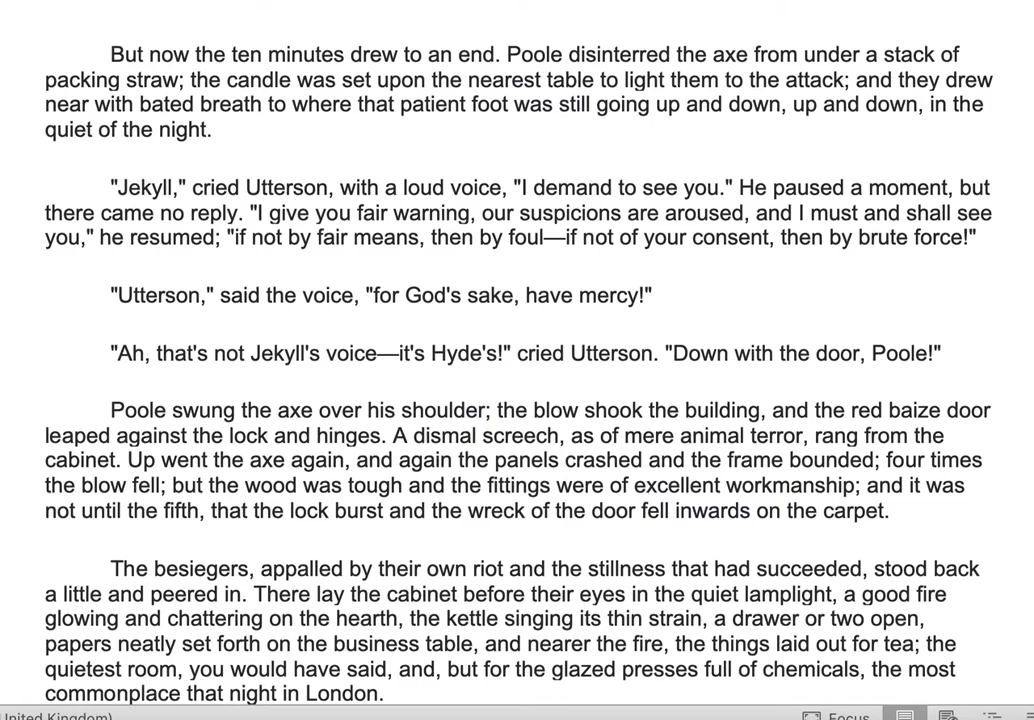 But now the ten minutes drew to an end. Poole disinterred the axe from under a stack of
packing straw; the candle was set upon the nearest table to light them to the attack; and they drew
near with bated breath to where that patient foot was still going up and down, up and down, in the
quiet of the night.
"Jekyll," cried Utterson, with a loud voice, "I demand to see you." He paused a moment, but
there came no reply. "I give you fair warning, our suspicions are aroused, and I must and shall see
you," he resumed; "if not by fair means, then by foul—if not of your consent, then by brute force!"
"Utterson," said the voice, "for God's sake, have mercy!"
"Ah, that's not Jekyll's voice—it's Hyde's!" cried Utterson. "Down with the door, Poole!"
Poole swung the axe over his shoulder; the blow shook the building, and the red baize door
leaped against the lock and hinges. A dismal screech, as of mere animal terror, rang from the
cabinet. Up went the axe again, and again the panels crashed and the frame bounded; four times
the blow fell; but the wood was tough and the fittings were of excellent workmanship; and it was
not until the fifth, that the lock burst and the wreck of the door fell inwards on the carpet.
The besiegers, appalled by their own riot and the stillness that had succeeded, stood back
a little and peered in. There lay the cabinet before their eyes in the quiet lamplight, a good fire
glowing and chattering on the hearth, the kettle singing its thin strain, a drawer or two open,
papers neatly set forth on the business table, and nearer the fire, the things laid out for tea; the
quietest room, you would have said, and, but for the glazed presses full of chemicals, the most
commonplace that night in London.
United Kingdom) Focus